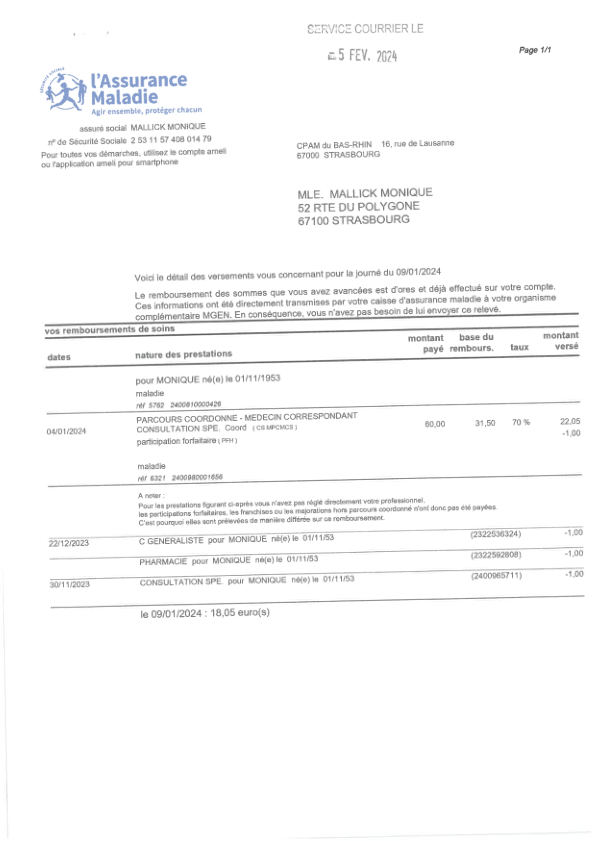 SERVICE COURRIER LE
5 FEV. 2024
Page 1/1
SÉCURITÉ SOCIALE
l'Assurance
Maladie
Agir ensemble, protéger chacun
assuré social MALLICK MONIQUE
n° de Sécurité Sociale 2 53 11 57 408 014 79
Pour toutes vos démarches, utilisez le compte ameli
ou l'application ameli pour smartphone
CPAM du BAS-RHIN 16, rue de Lausanne
67000 STRASBOURG
MLE. MALLICK MONIQUE
52 RTE DU POLYGONE
67100 STRASBOURG
Voici le détail des versements vous concernant pour la journée du 09/01/2024
Le remboursement des sommes que vous avez avancées est d'ores et déjà effectué sur votre compte.
Ces informations ont été directement transmises par votre caisse d'assurance maladie à votre organisme
complémentaire MGEN. En conséquence, vous n'avez pas besoin de lui envoyer ce relevé.
vos remboursements de soins
dates nature des prestations montant payé base du rembours. taux montant versé
pour MONIQUE né(e) le 01/11/1953
maladie
réf 5762 2400810000426
PARCOURS COORDONNE - MEDECIN CORRESPONDANT
04/01/2024 CONSULTATION SPE. Coord ( CS MPCMCS ) 60,00 31,50 70 % 22,05
participation forfaitaire ( PFH ) -1,00
maladie
réf 6321 2400980001656
A noter :
Pour les prestations figurant ci-après vous n'avez pas réglé directement votre professionnel,
les participations forfaitaires, les franchises ou les majorations hors parcours coordonné n'ont donc pas été payées.
C'est pourquoi elles sont prélevées de manière différée sur ce remboursement.
22/12/2023 C GENERALISTE pour MONIQUE né(e) le 01/11/53 (2322536324) -1,00
PHARMACIE pour MONIQUE né(e) le 01/11/53 (2322592808) -1,00
30/11/2023 CONSULTATION SPE. pour MONIQUE né(e) le 01/11/53 (2400965711) -1,00
le 09/01/2024 : 18,05 euro(s)